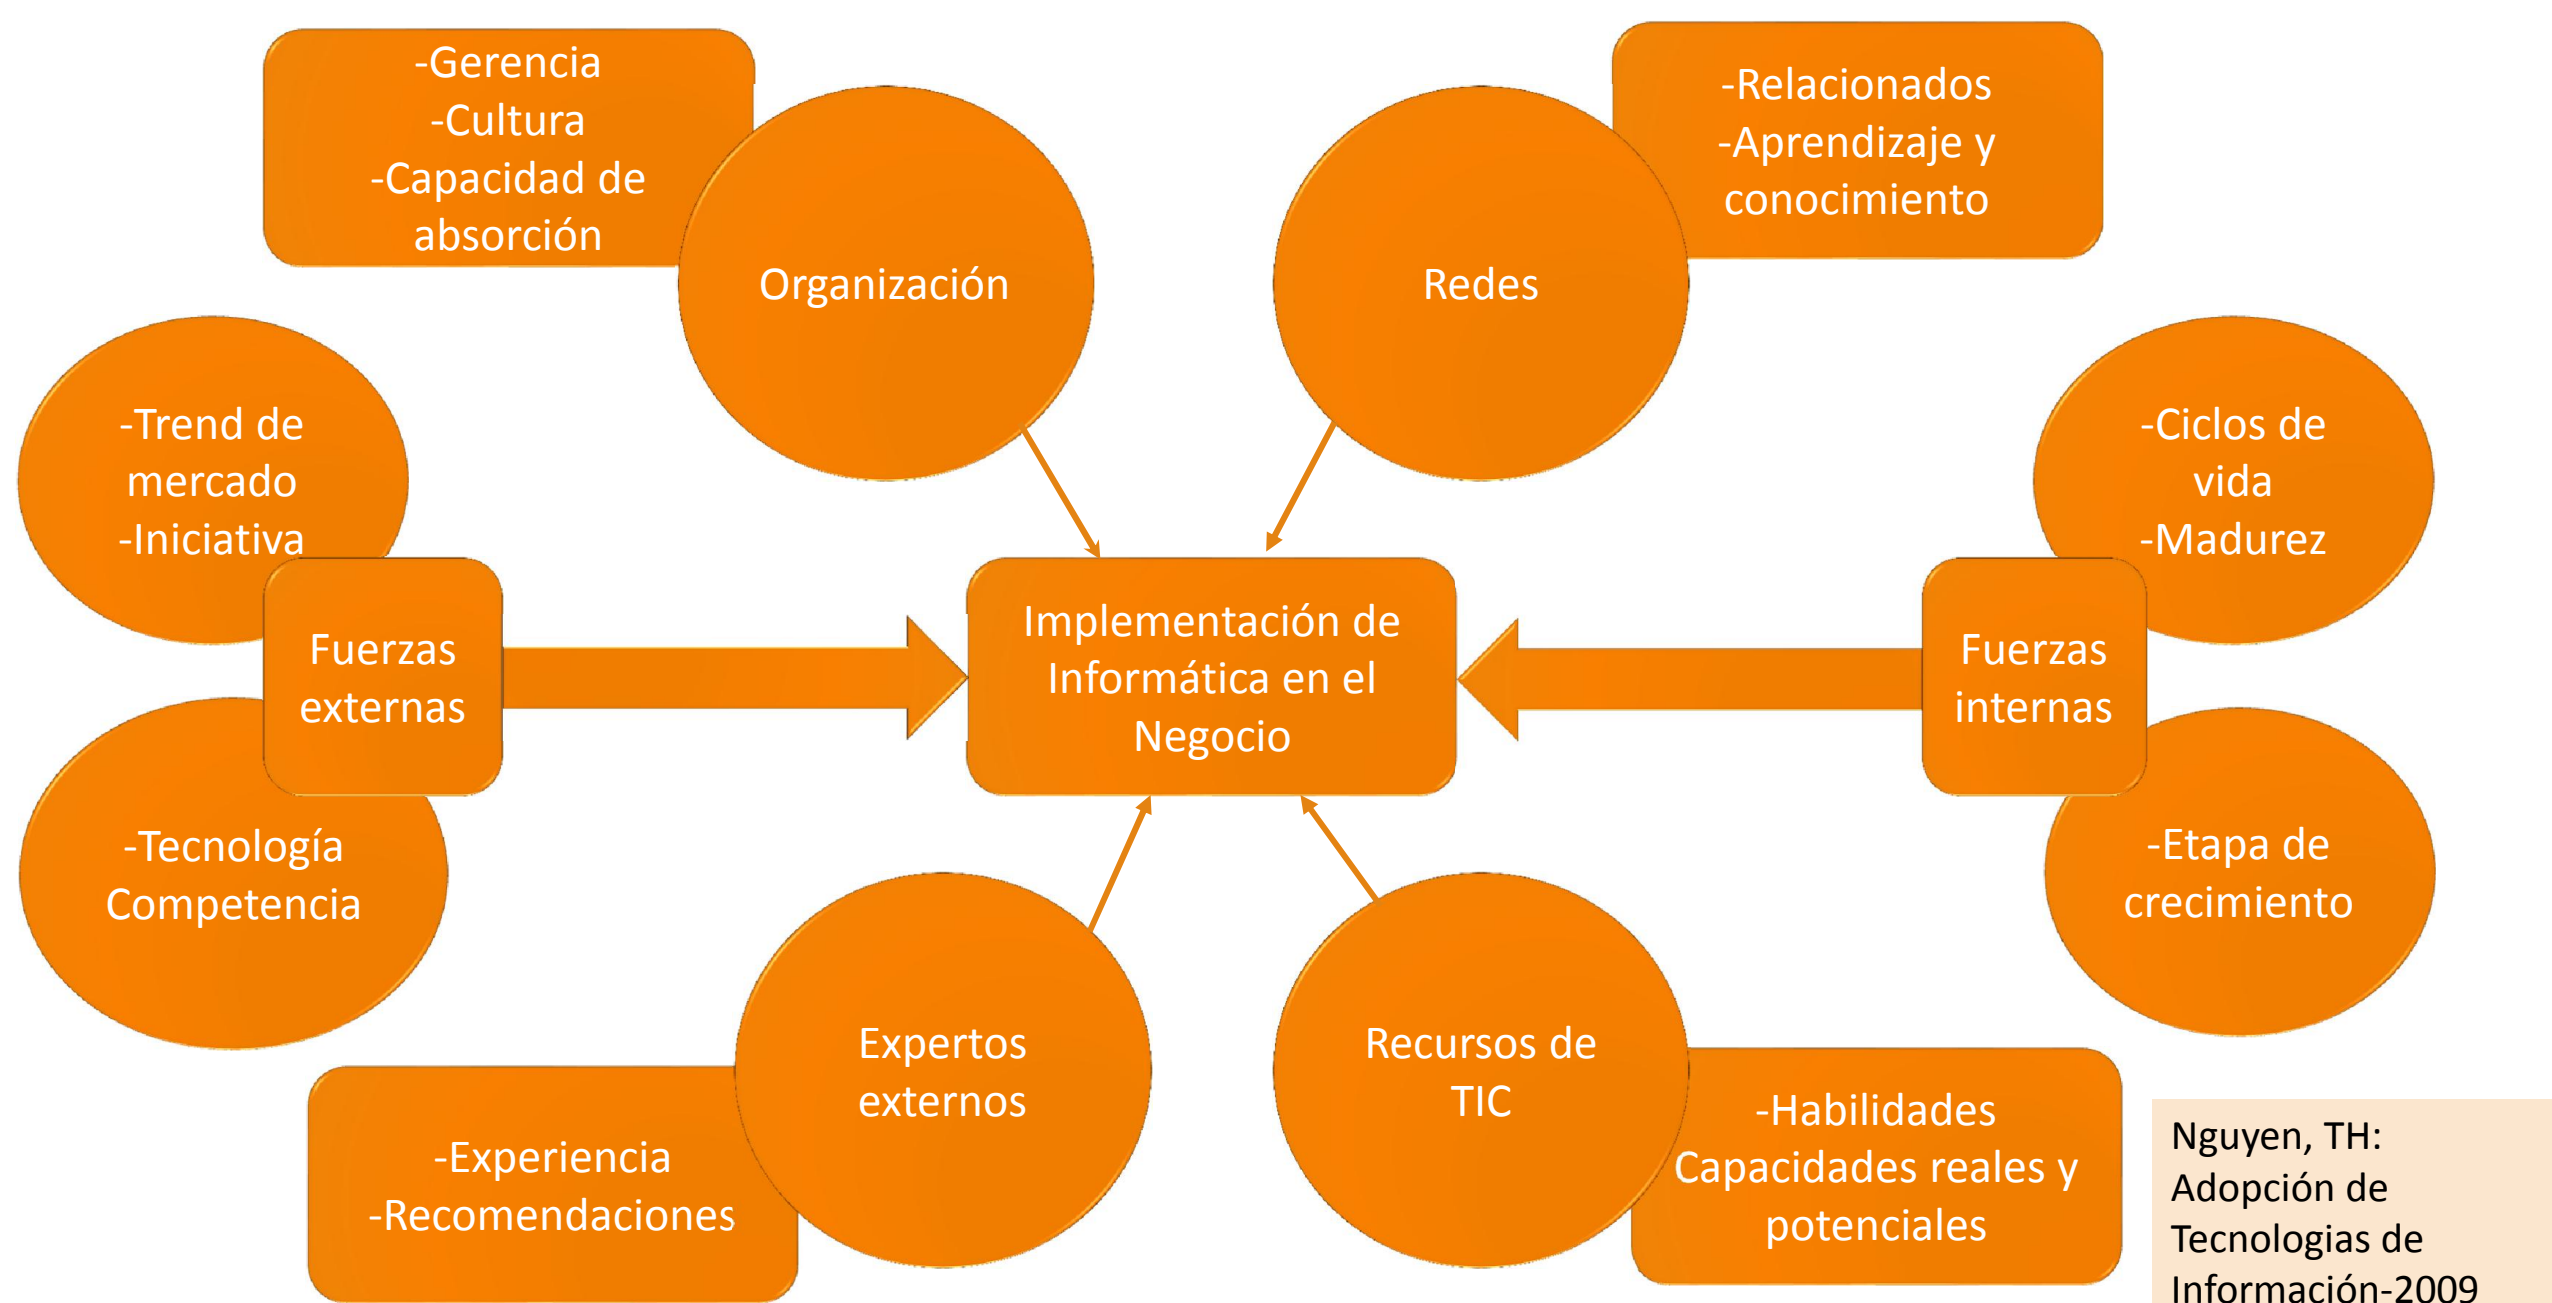 -Gerencia
-Cultura
-Capacidad de
absorción
Organización
-Relacionados
-Aprendizaje y
conocimiento
Redes
-Trend de
mercado
-Iniciativa
Fuerzas
externas
-Tecnología
Competencia
Implementación de
Informática en el
Negocio
-Ciclos de
vida
-Madurez
Fuerzas
internas
-Etapa de
crecimiento
Expertos
externos
-Experiencia
-Recomendaciones
Recursos de
TIC
-Habilidades
Capacidades reales y
potenciales
Nguyen, TH:
Adopción de
Tecnologias de
Información-2009